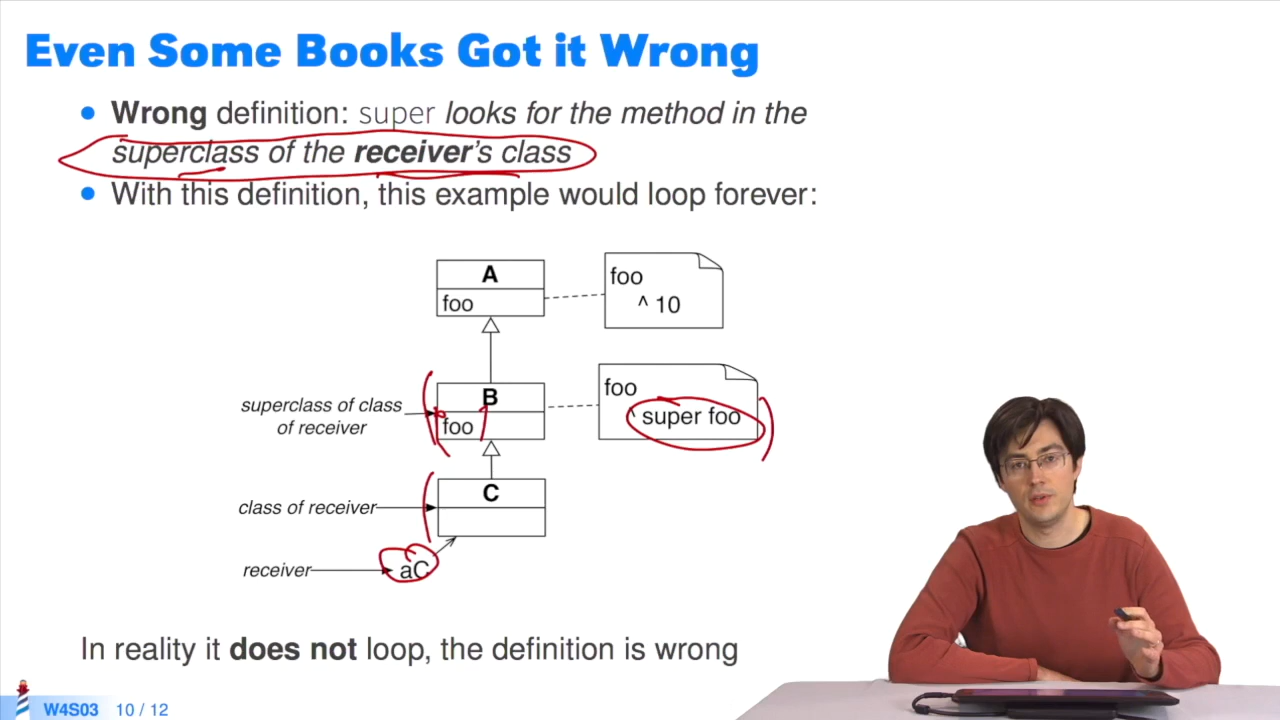 Even Some Books Got it Wrong
Wrong definition: super looks for the method in the
superclass of the receiver's class
With this definition, this example would loop forever:
A
foo
foo
^ 10
superclass of class
of receiver
B
foo
foo
^ super foo
class of receiver
C
receiver
aC
In reality it does not loop, the definition is wrong
W4S03 10 / 12